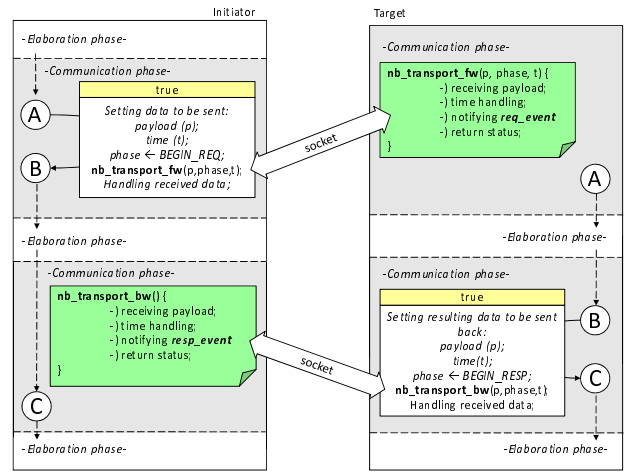 Initiator
-Elaboration phase-
-Communication phase-
true
A
Setting data to be sent:
payload (p);
time (t);
phase ← BEGIN_REQ;
B
nb_transport_fw(p,phase,t);
Handling received data;
-Elaboration phase-
-Communication phase-
nb_transport_bw() {
-) receiving payload;
-) time handling;
-) notifying resp_event
-) return status;
}
C
-Elaboration phase-
socket
socket
Target
-Elaboration phase-
-Communication phase-
nb_transport_fw(p, phase, t) {
-) receiving payload;
-) time handling;
-) notifying req_event
-) return status;
}
A
-Elaboration phase-
-Communication phase-
true
Setting resulting data to be sent
back:
B
payload (p);
time(t);
phase ← BEGIN_RESP;
C
nb_transport_bw(p,phase,t);
Handling received data;
-Elaboration phase-